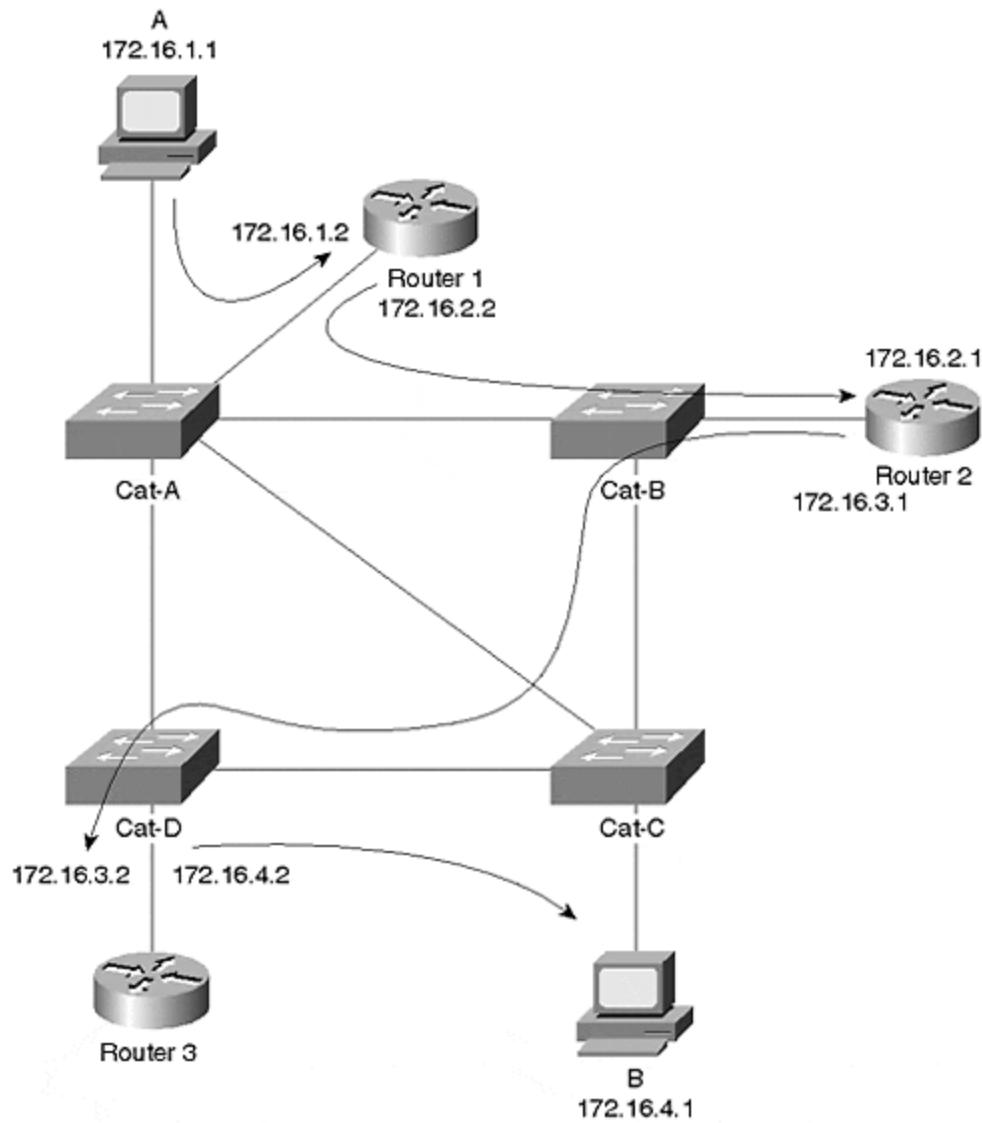 A
172.16.1.1
172.16.1.2
Router 1
172.16.2.2
172.16.2.1
Router 2
172.16.3.1
Cat-A
Cat-B
Cat-D
Cat-C
172.16.3.2
172.16.4.2
Router 3
B
172.16.4.1